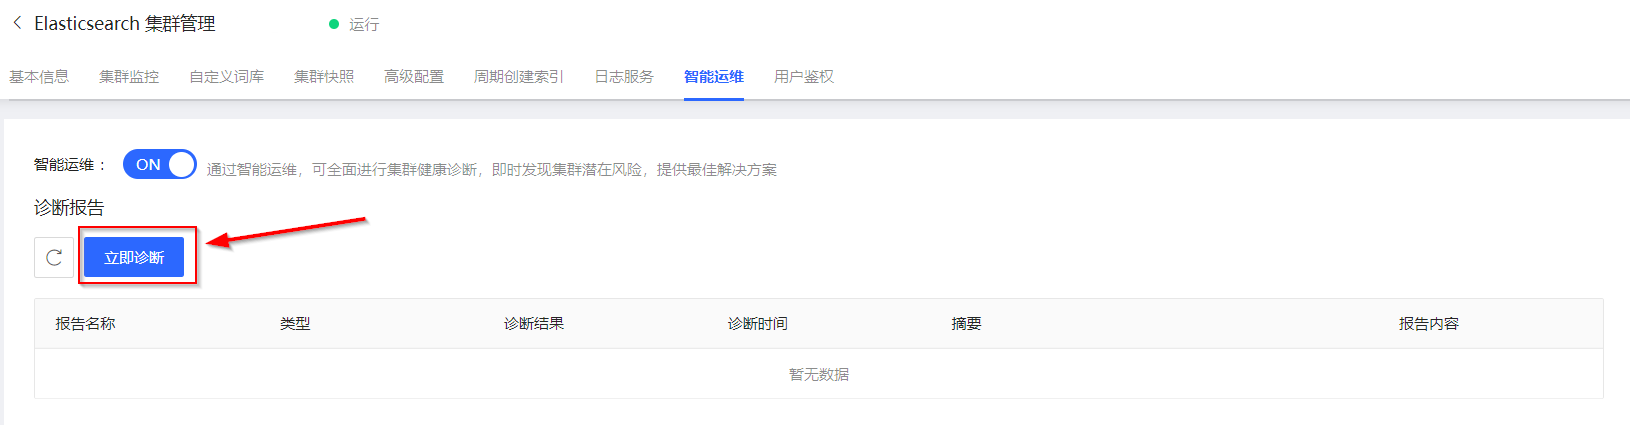 Elasticsearch 集群管理 运行
基本信息 集群监控 自定义词库 集群快照 高级配置 周期创建索引 日志服务 智能运维 用户鉴权
智能运维： ON 通过智能运维，可全面进行集群健康诊断，即时发现集群潜在风险，提供最佳解决方案
诊断报告
立即诊断
报告名称 类型 诊断结果 诊断时间 摘要 报告内容
暂无数据